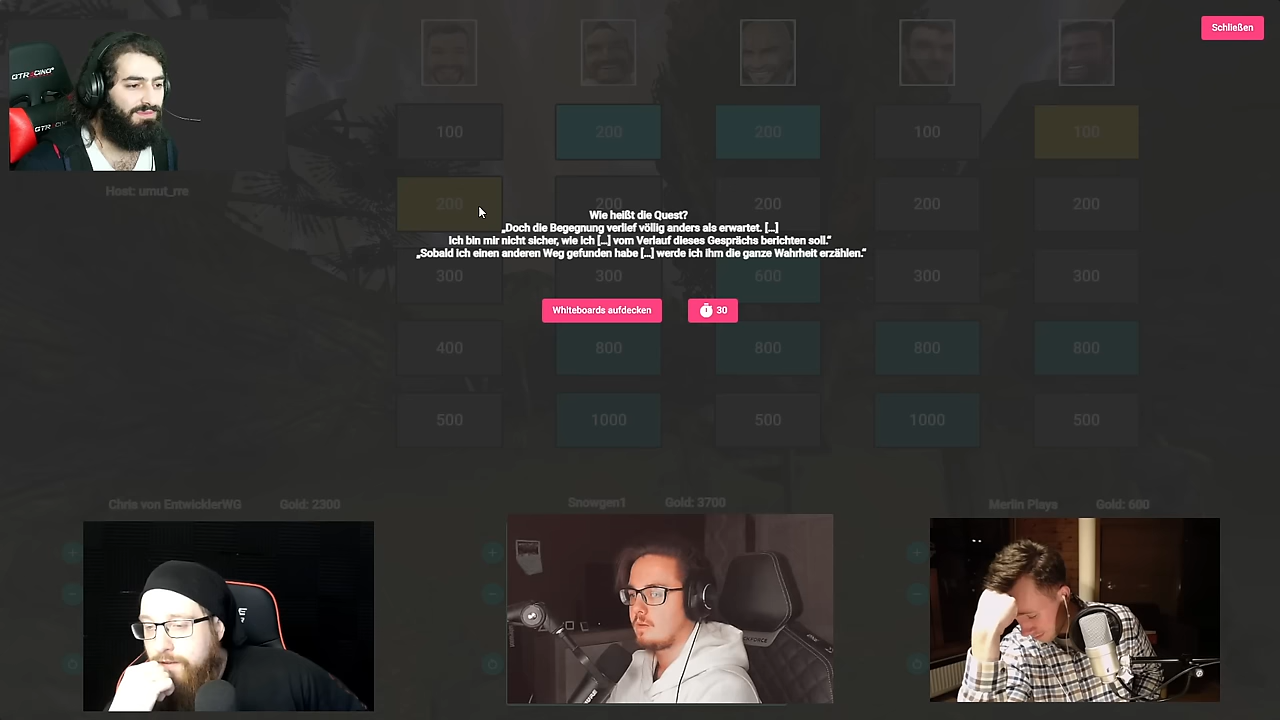 Schließen
GTRACING
GTR
Host: umut_rre
100
200
200
100
100
200
200
200
Wie heißt die Quest?
„Doch die Begegnung verlief völlig anders als erwartet. [...]
Ich bin mir nicht sicher, wie ich [...] vom Verlauf dieses Gesprächs berichten soll.“
„Sobald ich einen anderen Weg gefunden habe [...] werde ich ihm die ganze Wahrheit erzählen.“
300
300
600
300
300
Whiteboards aufdecken
30
400
800
800
800
800
500
1000
500
1000
500
Chris von EntwicklerWG Gold: 2300
Snowgen1 Gold: 3700
Merlin Plays Gold: 600